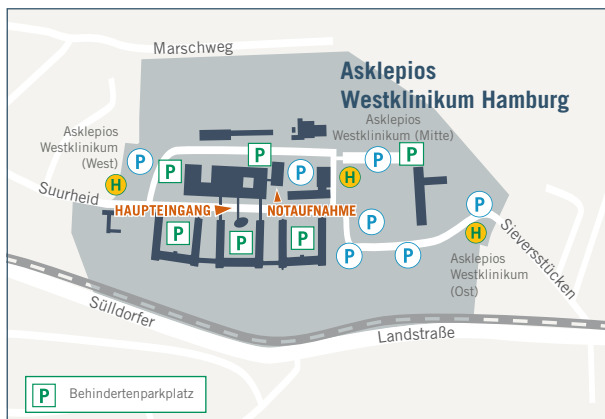 Marschweg
Asklepios
Westklinikum Hamburg
Asklepios
Westklinikum (Mitte)
Asklepios
Westklinikum
(West)
P
P
P
P
P
P
H
H
Suurheid
HAUPTEINGANG
NOTAUFNAHME
P
P
P
P
P
P
P
H
Sieversstücken
Asklepios
Westklinikum
(Ost)
Sülldorfer
Landstraße
P Behindertenparkplatz